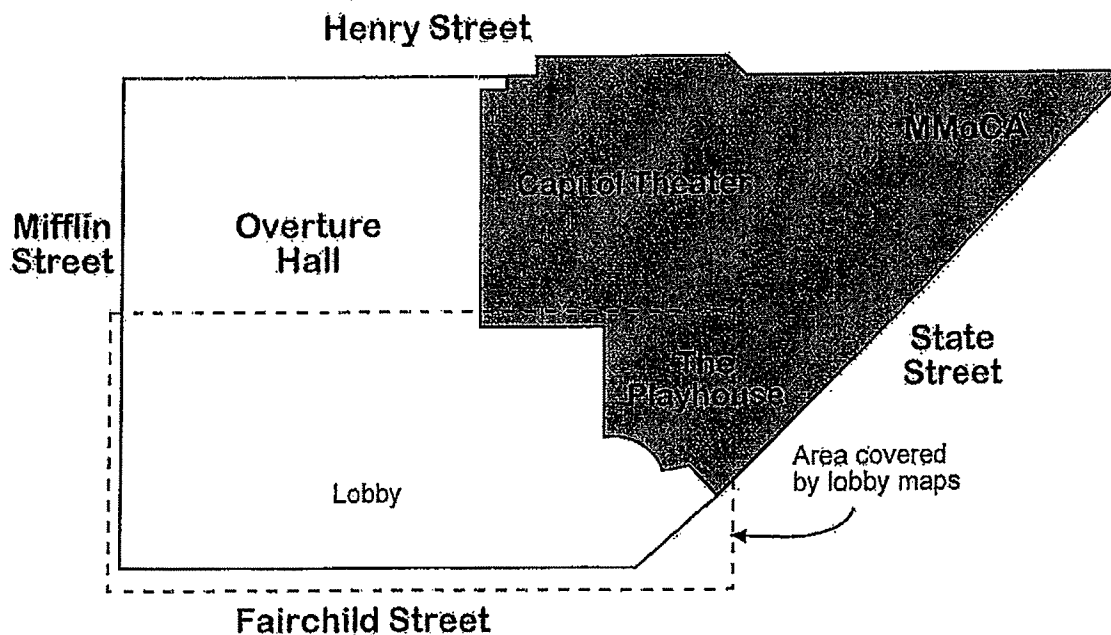 Henry Street
MMoCA
Capitol Theater
Mifflin
Street
Overture
Hall
State
Street
The
Playhouse
Area covered
by lobby maps
Lobby
Fairchild Street